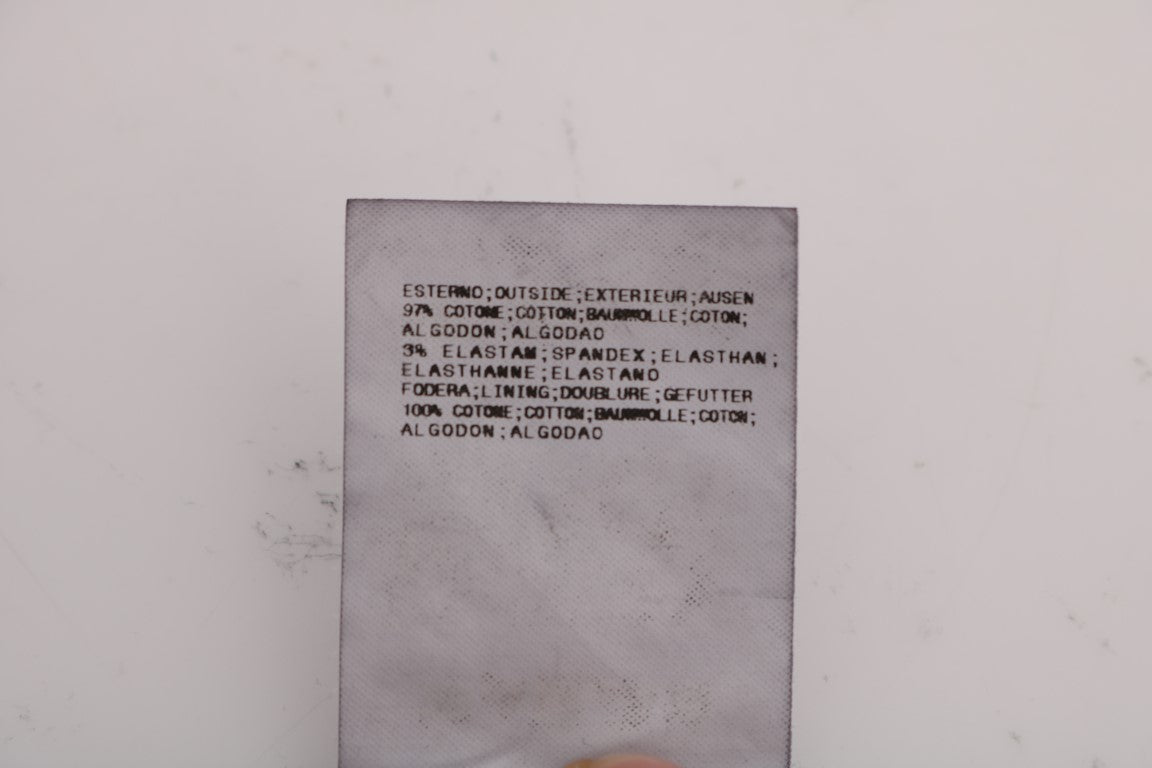 ESTERNO;OUTSIDE;EXTERIEUR;AUSEN
97% COTONE;COTTON;BAUMWOLLE;COTON;
ALGODON;ALGODAO
3% ELASTAM;SPANDEX;ELASTHAN;
ELASTHANNE;ELASTANO
FODERA;LINING;DOUBLURE;GEFUTTER
100% COTONE;COTTON;BAUMWOLLE;COTON;
ALGODON;ALGODAO